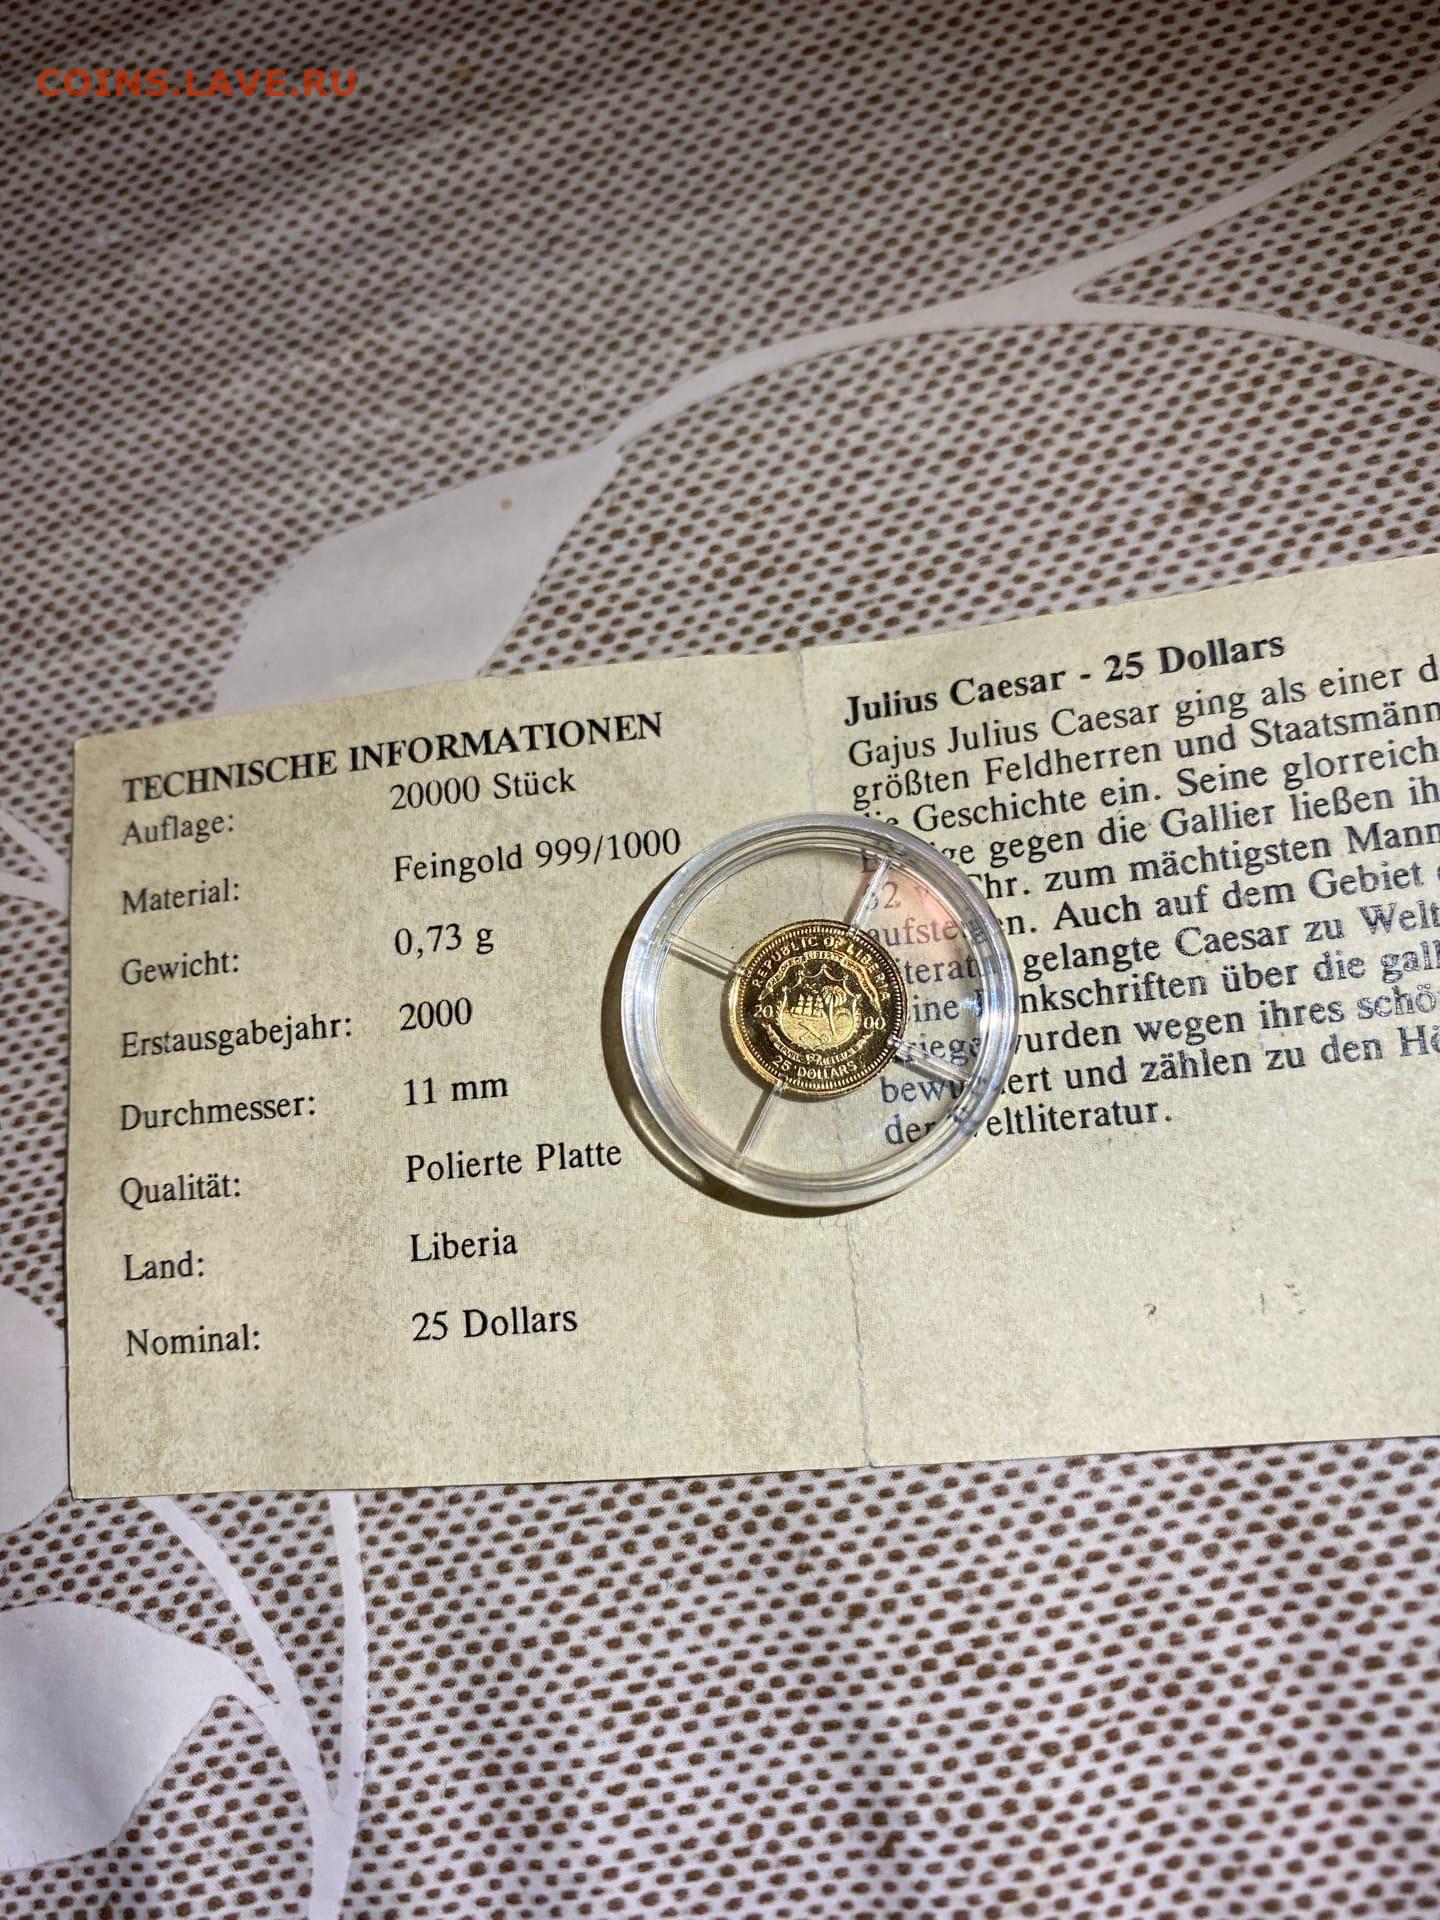 COINS.LAVE.RU
TECHNISCHE INFORMATIONEN
Auflage: 20000 Stück
Material: Feingold 999/1000
Gewicht: 0,73 g
Erstausgabejahr: 2000
Durchmesser: 11 mm
Qualität: Polierte Platte
Land: Liberia
Nominal: 25 Dollars
Julius Caesar - 25 Dollars
Gajus Julius Caesar ging als einer d
größten Feldherren und Staatsmänn
Geschichte ein. Seine glorreich
gegen die Gallier ließen ih
Chr. zum mächtigsten Mann
Auch auf dem Gebiet
gelangte Caesar zu Welt
über die gall
wurden wegen ihres schö
und zählen zu den Hö
der Weltliteratur.
REPUBLIC OF LIBERIA
20 00
25 DOLLARS